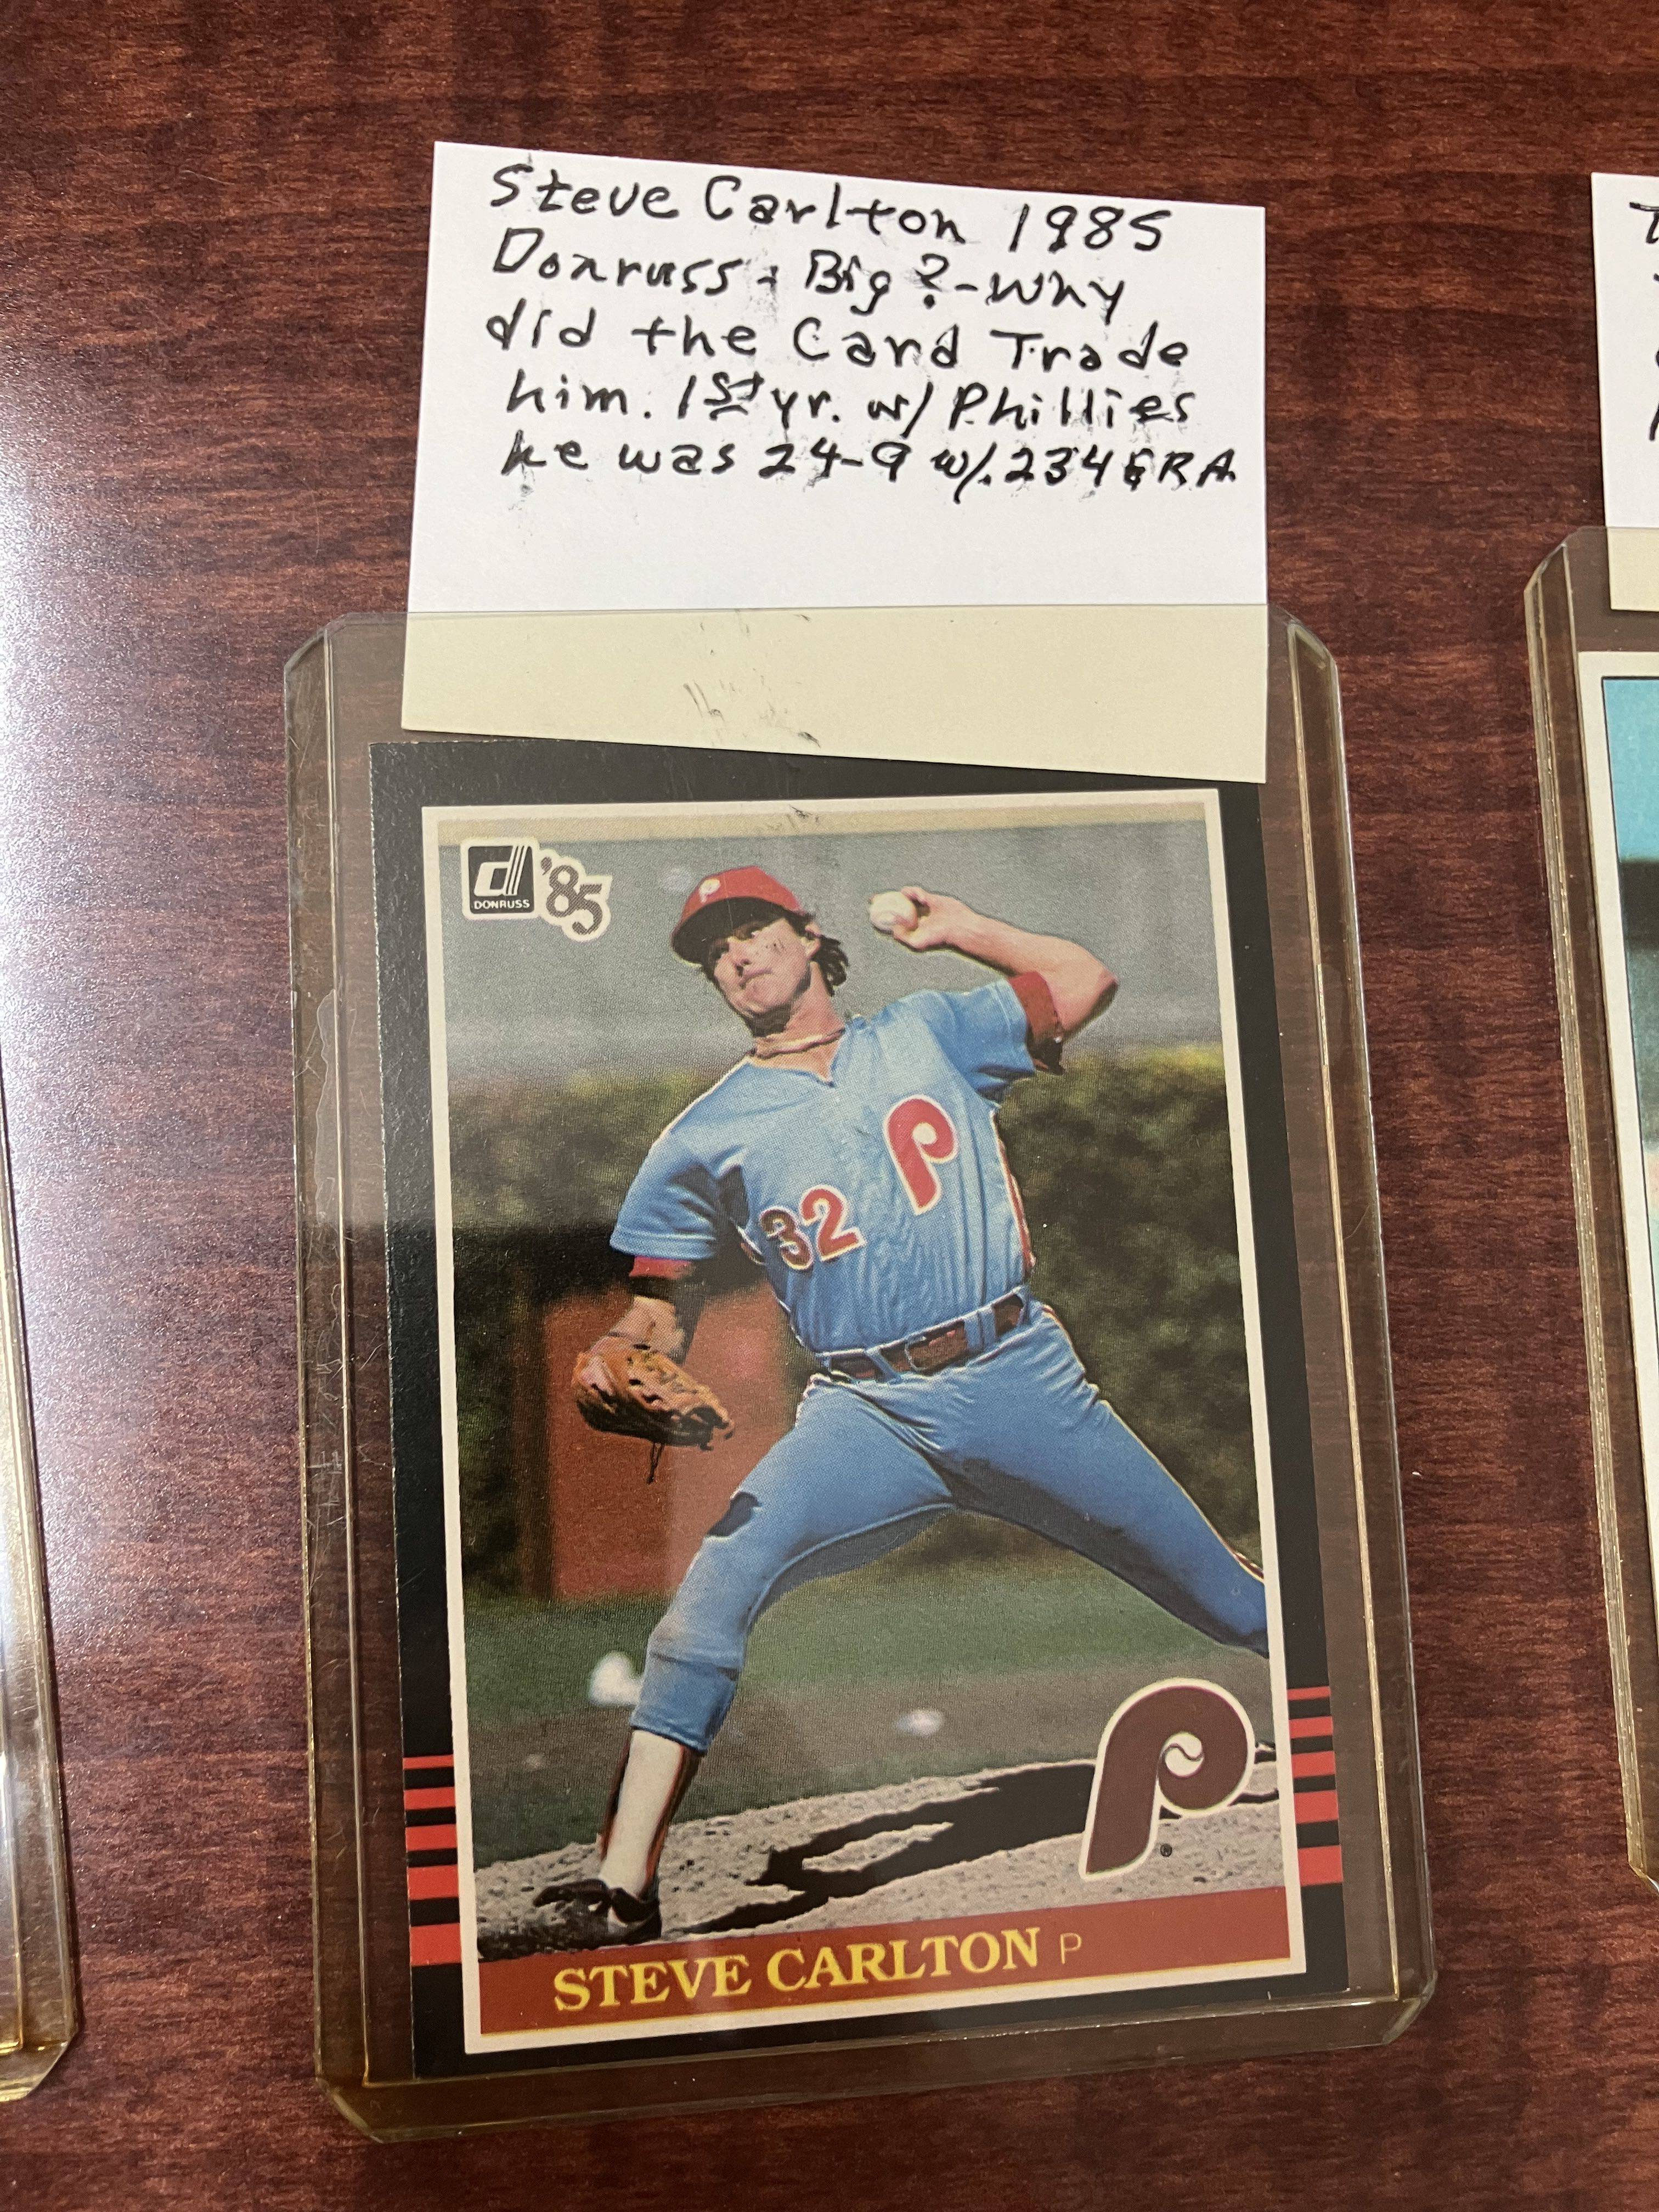 Steve Carlton 1985
Donruss. Big ?-Why
did the Card Trade
him. 1st yr. w/ Phillies
he was 24-9 w/.234 ERA
d
DONRUSS
'85
P
P
32
P
®
STEVE CARLTON P